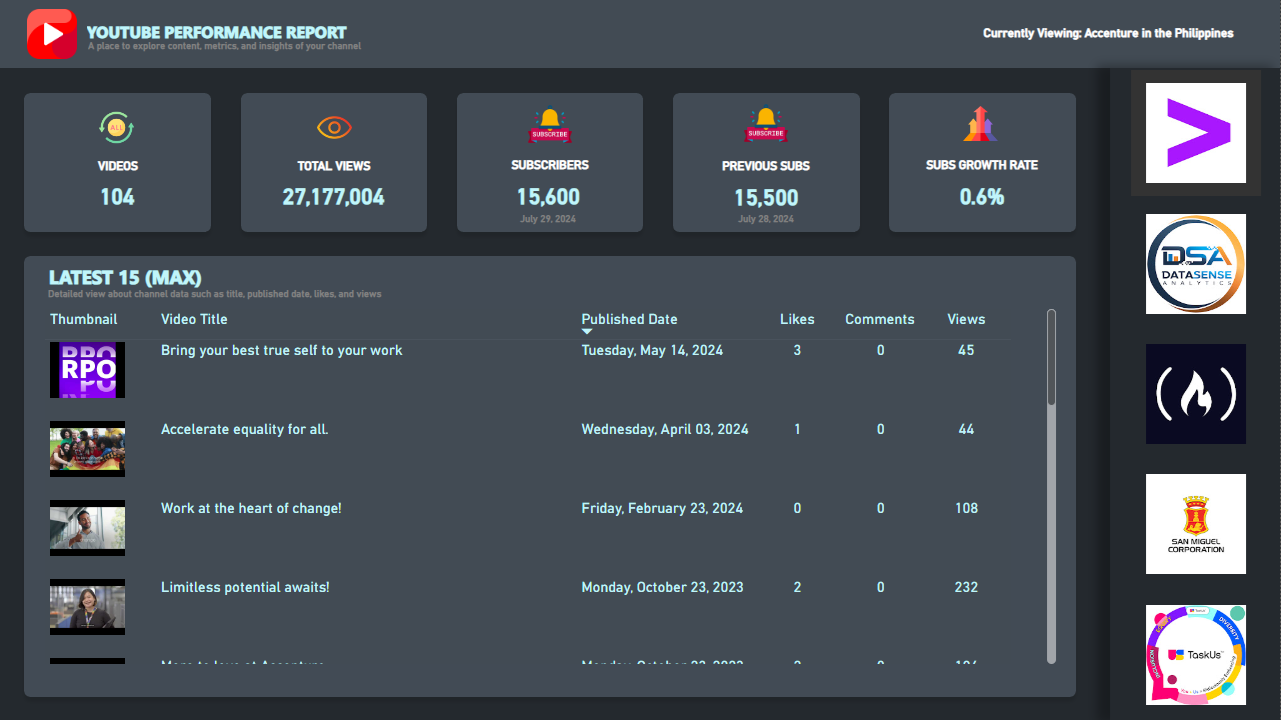 YOUTUBE PERFORMANCE REPORT
A place to explore content, metrics, and insights of your channel
Currently Viewing: Accenture in the Philippines
ALL
VIDEOS
104
TOTAL VIEWS
27,177,004
SUBSCRIBE
SUBSCRIBERS
15,600
July 29, 2024
SUBSCRIBE
PREVIOUS SUBS
15,500
July 28, 2024
SUBS GROWTH RATE
0.6%
LATEST 15 (MAX)
Detailed view about channel data such as title, published date, likes, and views
Thumbnail Video Title Published Date Likes Comments Views
RPO
Bring your best true self to your work Tuesday, May 14, 2024 3 0 45
Accelerate equality for all. Wednesday, April 03, 2024 1 0 44
Work at the heart of change! Friday, February 23, 2024 0 0 108
Limitless potential awaits! Monday, October 23, 2023 2 0 232
DSA
DATASENSE
ANALYTICS
SAN MIGUEL
CORPORATION
DIVERSITY
INCLUSION
TaskUs